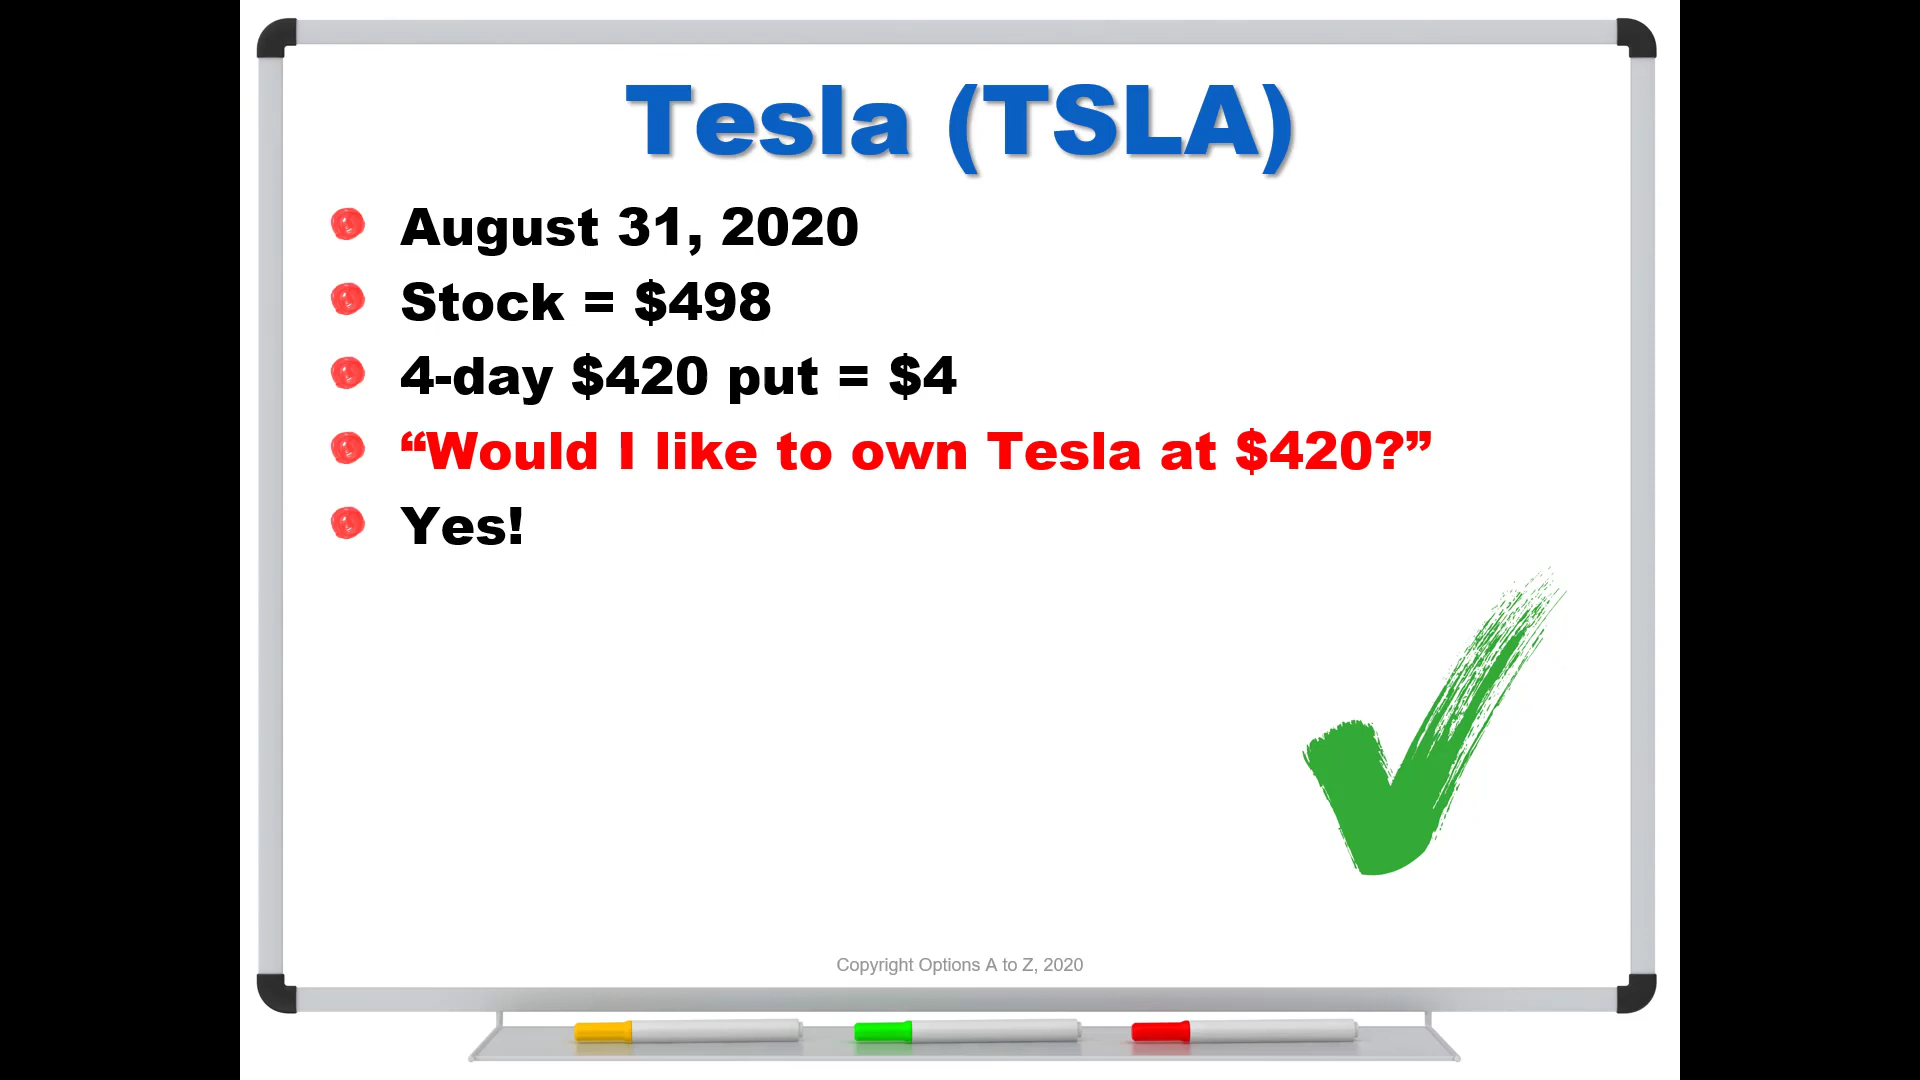 Tesla (TSLA)
August 31, 2020
Stock = $498
4-day $420 put = $4
“Would I like to own Tesla at $420?”
Yes!
Copyright Options A to Z, 2020